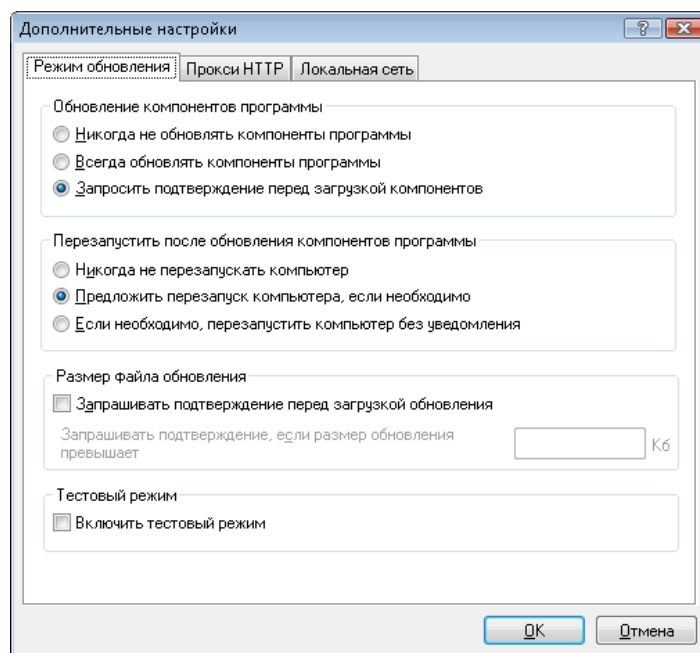 Дополнительные настройки
Режим обновления Прокси HTTP Локальная сеть
Обновление компонентов программы
Никогда не обновлять компоненты программы
Всегда обновлять компоненты программы
Запросить подтверждение перед загрузкой компонентов
Перезапустить после обновления компонентов программы
Никогда не перезапускать компьютер
Предложить перезапуск компьютера, если необходимо
Если необходимо, перезапустить компьютер без уведомления
Размер файла обновления
Запрашивать подтверждение перед загрузкой обновления
Запрашивать подтверждение, если размер обновления
превышает Кб
Тестовый режим
Включить тестовый режим
OK Отмена